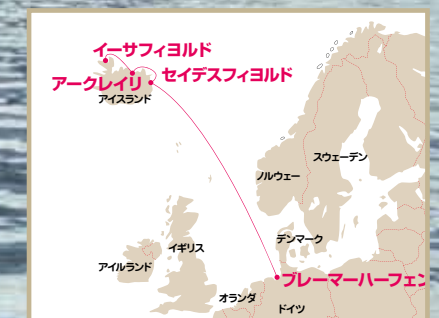 イーサフィヨルド
アークレイリ
セイデスフィヨルド
アイスランド
スウェーデン
ノルウェー
デンマーク
イギリス
アイルランド
ブレーマーハーフェン
オランダ
ドイツ